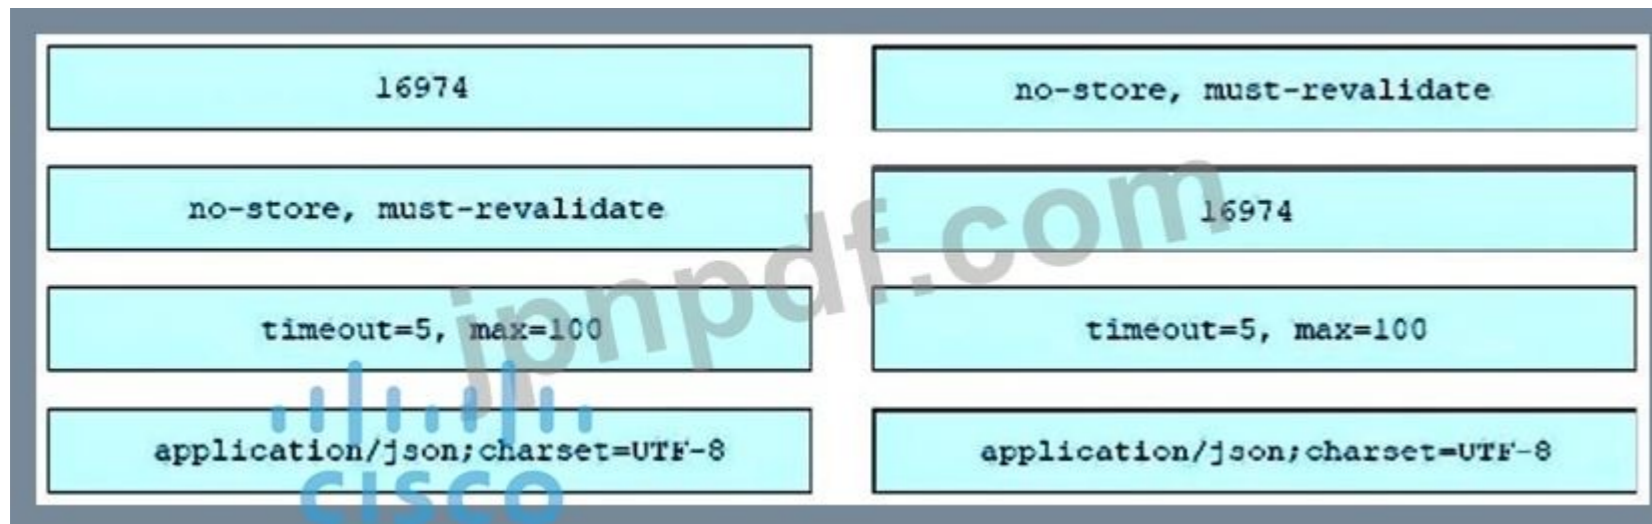 16974
no-store, must-revalidate
no-store, must-revalidate
16974
timeout=5, max=100
timeout=5, max=100
application/json;charset=UTF-8
application/json;charset=UTF-8
jpnpdf.com
CISCO